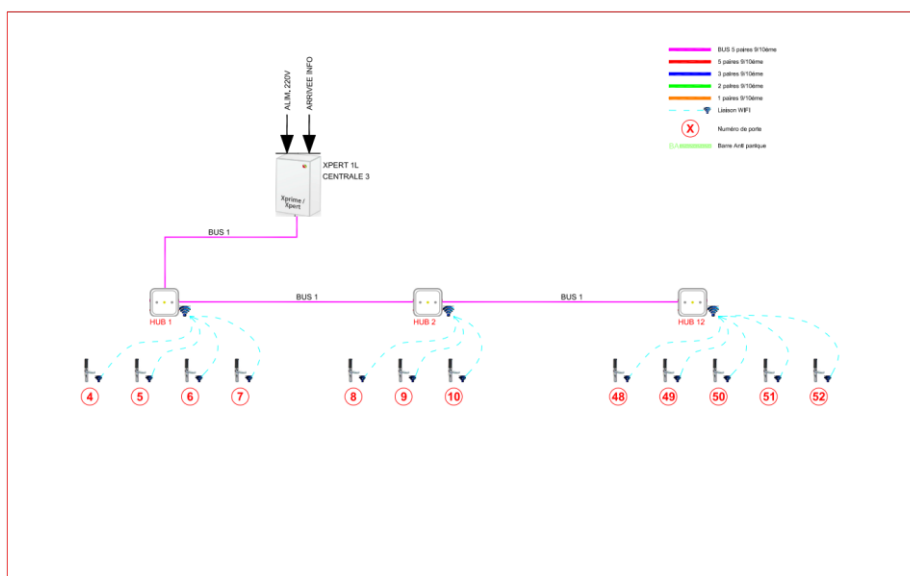 ALIM. 220V
ARRIVEE INFO
BUS 5 paires 9/10ème
5 paires 9/10ème
3 paires 9/10ème
2 paires 9/10ème
1 paires 9/10ème
Liaison WIFI
X
Numéro de porte
Barre Anti panique
XPERT 1L
CENTRALE 3
Xprime /
Xpert
BUS 1
BUS 1
BUS 1
HUB 1
HUB 2
HUB 12
4
5
6
7
8
9
10
48
49
50
51
52